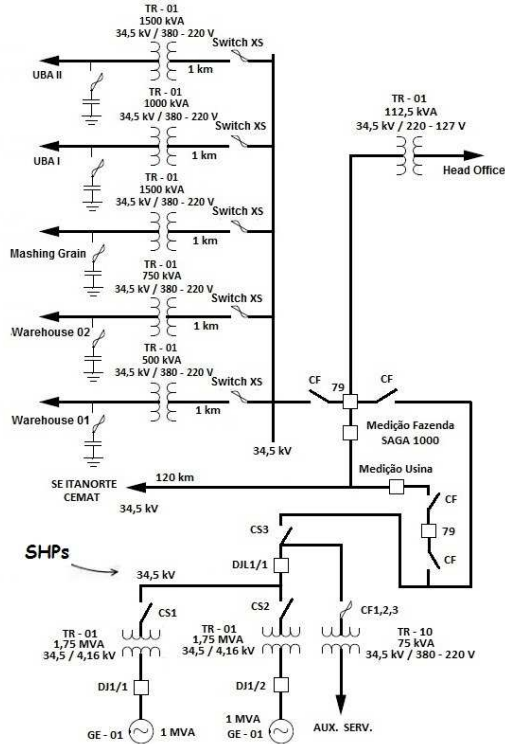 TR - 01
1500 kVA
34,5 kV / 380 - 220 V
Switch XS
1 km
UBA II
TR - 01
1000 kVA
34,5 kV / 380 - 220 V
Switch XS
1 km
UBA I
TR - 01
1500 kVA
34,5 kV / 380 - 220 V
Switch XS
1 km
Mashing Grain
TR - 01
750 kVA
34,5 kV / 380 - 220 V
Switch XS
1 km
Warehouse 02
TR - 01
500 kVA
34,5 kV / 380 - 220 V
Switch XS
1 km
Warehouse 01
34,5 kV
TR - 01
112,5 kVA
34,5 kV / 220 - 127 V
Head Office
CF
79
CF
Medição Fazenda
SAGA 1000
Medição Usina
SE ITANORTE
CEMAT
120 km
34,5 kV
CF
79
CF
CS3
DJL1/1
SHPs
34,5 kV
CS1
CS2
CF1,2,3
TR - 01
1,75 MVA
34,5 / 4,16 kV
TR - 01
1,75 MVA
34,5 / 4,16 kV
TR - 10
75 kVA
34,5 kV / 380 - 220 V
DJ1/1
DJ1/2
AUX. SERV.
GE - 01
1 MVA
1 MVA
GE - 01